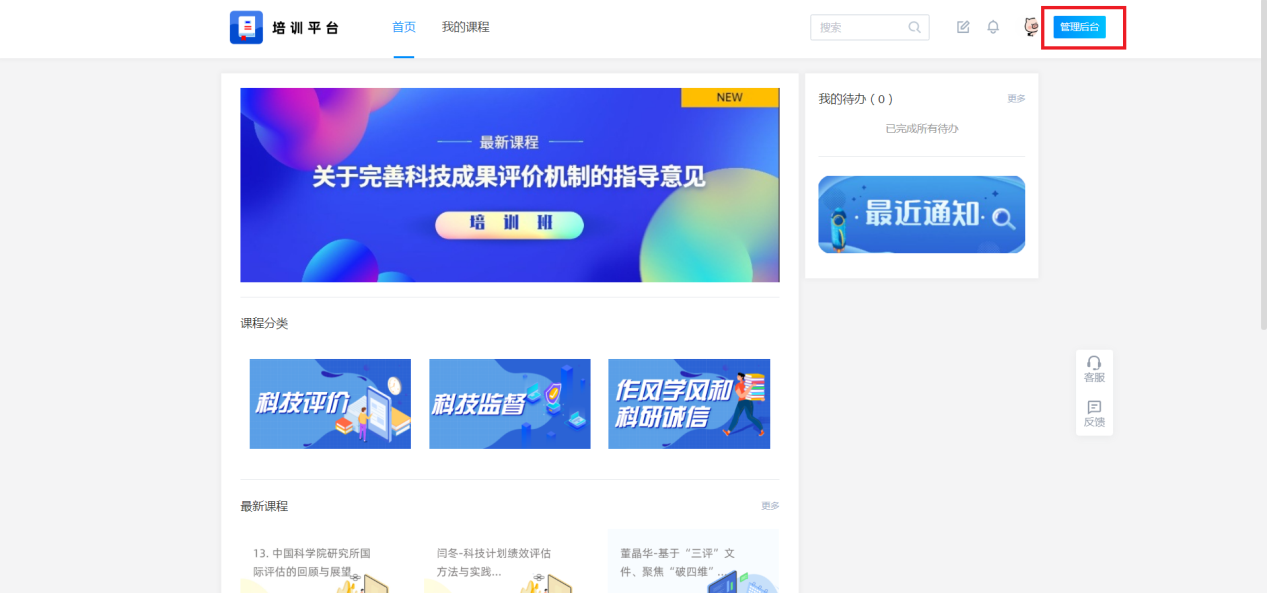 培训平台
首页
我的课程
搜索
管理后台
NEW
最新课程
关于完善科技成果评价机制的指导意见
培 训 班
我的待办（0）
更多
已完成所有待办
·最近通知·
课程分类
科技评价
科技监督
作风学风和
科研诚信
客服
反馈
最新课程
更多
13. 中国科学院研究所国
际评估的回顾与展望
闫冬-科技计划绩效评估
方法与实践...
董晶华-基于“三评”文
件、聚焦“破四维”...